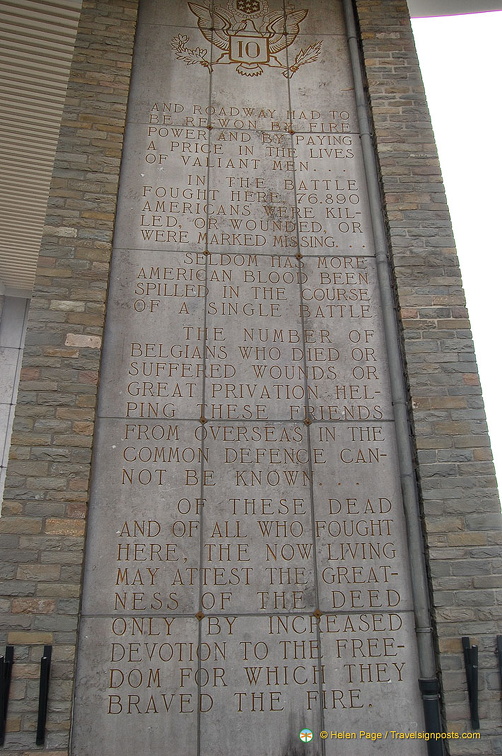 10
AND ROADWAY HAD TO
BE RE-WON BY FIRE
POWER AND BY PAYING
A PRICE IN THE LIVES
OF VALIANT MEN . . .
IN THE BATTLE
FOUGHT HERE, 76.890
AMERICANS WERE KIL-
LED, OR WOUNDED, OR
WERE MARKED MISSING. . .
SELDOM HAS MORE
AMERICAN BLOOD BEEN
SPILLED IN THE COURSE
OF A SINGLE BATTLE
THE NUMBER OF
BELGIANS WHO DIED OR
SUFFERED WOUNDS OR
GREAT PRIVATION HEL-
PING THESE FRIENDS
FROM OVERSEAS IN THE
COMMON DEFENCE CAN-
NOT BE KNOWN. . . .
OF THESE DEAD
AND OF ALL WHO FOUGHT
HERE, THE NOW LIVING
MAY ATTEST THE GREAT-
NESS OF THE DEED
ONLY BY INCREASED
DEVOTION TO THE FREE-
DOM FOR WHICH THEY
BRAVED THE FIRE.
© Helen Page / Travelsignposts.com